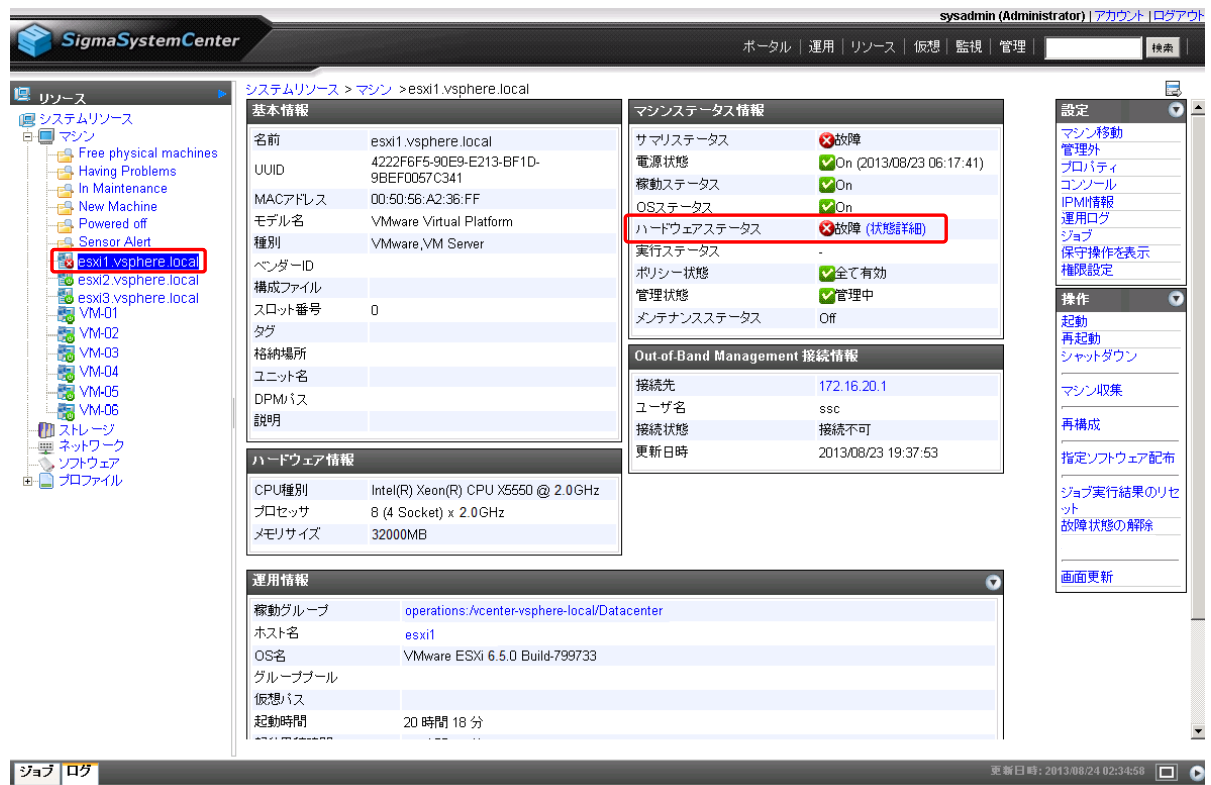 sysadmin (Administrator) | アカウント | ログアウト
SigmaSystemCenter
ポータル | 運用 | リソース | 仮想 | 監視 | 管理 |
検索
リソース
システムリソース
マシン
Free physical machines
Having Problems
In Maintenance
New Machine
Powered off
Sensor Alert
esxi1.vsphere.local
esxi2.vsphere.local
esxi3.vsphere.local
VM-01
VM-02
VM-03
VM-04
VM-05
VM-06
ストレージ
ネットワーク
ソフトウェア
プロファイル
システムリソース > マシン >esxi1.vsphere.local
基本情報
名前 esxi1.vsphere.local
UUID 4222F6F5-90E9-E213-BF1D-
9BEF0057C341
MACアドレス 00:50:56:A2:36:FF
モデル名 VMware Virtual Platform
種別 VMware,VM Server
ベンダーID
構成ファイル
スロット番号 0
タグ
格納場所
ユニット名
DPMパス
説明
ハードウェア情報
CPU種別 Intel(R) Xeon(R) CPU X5550 @ 2.0GHz
プロセッサ 8 (4 Socket) x 2.0GHz
メモリサイズ 32000MB
マシンステータス情報
サマリステータス 故障
電源状態 On (2013/08/23 06:17:41)
稼動ステータス On
OSステータス On
ハードウェアステータス 故障 (状態詳細)
実行ステータス -
ポリシー状態 全て有効
管理状態 管理中
メンテナンスステータス Off
Out-of-Band Management 接続情報
接続先 172.16.20.1
ユーザ名 ssc
接続状態 接続不可
更新日時 2013/08/23 19:37:53
運用情報
稼動グループ operations:/vcenter-vsphere-local/Datacenter
ホスト名 esxi1
OS名 VMware ESXi 6.5.0 Build-799733
グループプール
仮想パス
起動時間 20 時間 18 分
設定
マシン移動
管理外
プロパティ
コンソール
IPMI情報
運用ログ
ジョブ
保守操作を表示
権限設定
操作
起動
再起動
シャットダウン
マシン収集
再構成
指定ソフトウェア配布
ジョブ実行結果のリセ
ット
故障状態の解除
画面更新
ジョブ ログ
更新日時: 2013/08/24 02:34:58